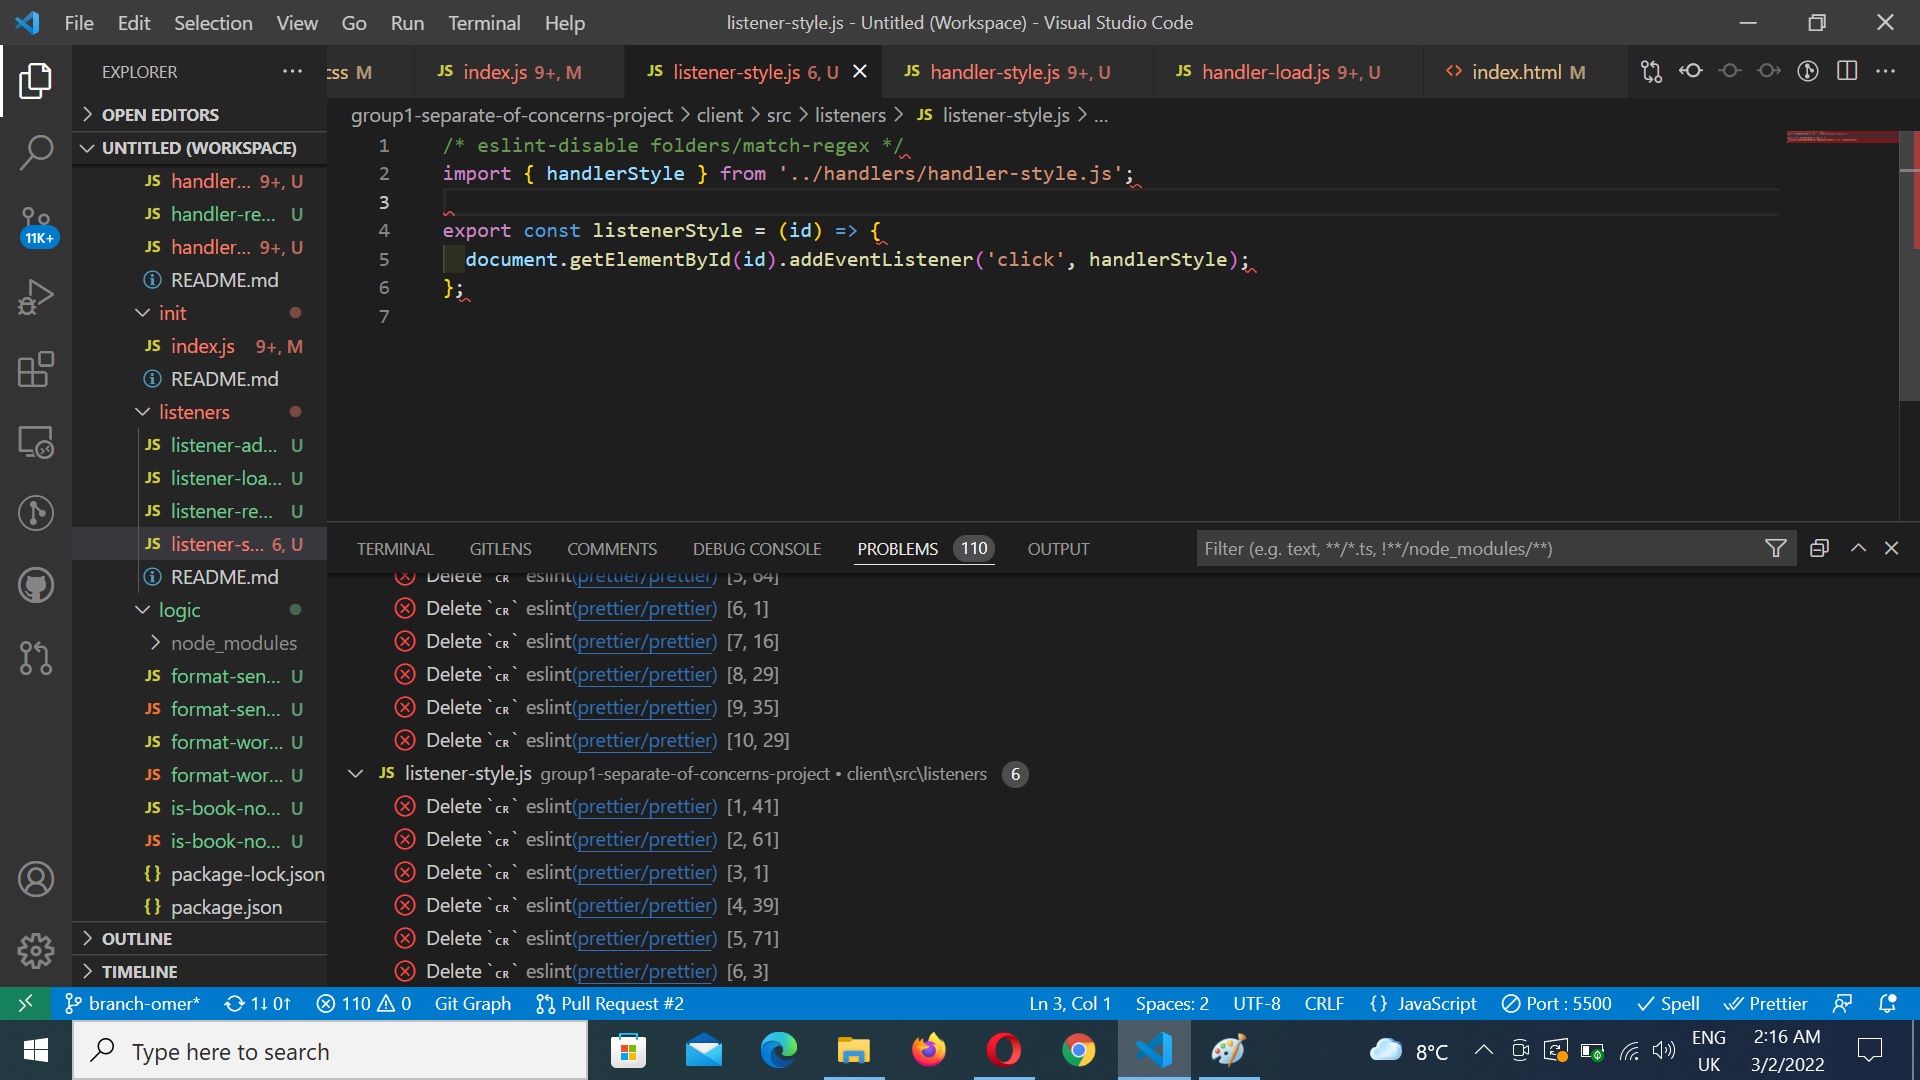 File Edit Selection View Go Run Terminal Help
listener-style.js - Untitled (Workspace) - Visual Studio Code
EXPLORER
css M
JS index.js 9+, M
JS listener-style.js 6, U
JS handler-style.js 9+, U
JS handler-load.js 9+, U
<> index.html M
OPEN EDITORS
UNTITLED (WORKSPACE)
JS handler... 9+, U
JS handler-re... U
JS handler... 9+, U
README.md
init
JS index.js 9+, M
README.md
listeners
JS listener-ad... U
JS listener-loa... U
JS listener-re... U
JS listener-s... 6, U
README.md
logic
node_modules
JS format-sen... U
JS format-sen... U
JS format-wor... U
JS format-wor... U
JS is-book-no... U
JS is-book-no... U
{} package-lock.json
{} package.json
OUTLINE
TIMELINE
11K+
group1-separate-of-concerns-project > client > src > listeners > JS listener-style.js > ...
1 /* eslint-disable folders/match-regex */
2 import { handlerStyle } from '../handlers/handler-style.js';
3
4 export const listenerStyle = (id) => {
5 document.getElementById(id).addEventListener('click', handlerStyle);
6 };
7
TERMINAL GITLENS COMMENTS DEBUG CONSOLE PROBLEMS 110 OUTPUT
Filter (e.g. text, **/*.ts, !**/node_modules/**)
Delete `CR` eslint(prettier/prettier) [5, 64]
Delete `CR` eslint(prettier/prettier) [6, 1]
Delete `CR` eslint(prettier/prettier) [7, 16]
Delete `CR` eslint(prettier/prettier) [8, 29]
Delete `CR` eslint(prettier/prettier) [9, 35]
Delete `CR` eslint(prettier/prettier) [10, 29]
JS listener-style.js group1-separate-of-concerns-project • client\src\listeners 6
Delete `CR` eslint(prettier/prettier) [1, 41]
Delete `CR` eslint(prettier/prettier) [2, 61]
Delete `CR` eslint(prettier/prettier) [3, 1]
Delete `CR` eslint(prettier/prettier) [4, 39]
Delete `CR` eslint(prettier/prettier) [5, 71]
Delete `CR` eslint(prettier/prettier) [6, 3]
branch-omer* 1↓ 0↑ 110 0 Git Graph Pull Request #2
Ln 3, Col 1 Spaces: 2 UTF-8 CRLF {} JavaScript Port : 5500 Spell Prettier
Type here to search
8°C
ENG
UK
2:16 AM
3/2/2022